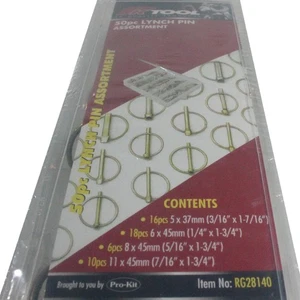 TOOL
50pc LYNCH PIN
ASSORTMENT
50pc LYNCH PIN ASSORTMENT
CONTENTS
• 16pcs 5 x 37mm (3/16" x 1-7/16")
• 18pcs 6 x 45mm (1/4" x 1-3/4")
• 6pcs 8 x 45mm (5/16" x 1-3/4")
• 10pcs 11 x 45mm (7/16" x 1-3/4")
Brought to you by Pro-Kit
Item No: RG28140